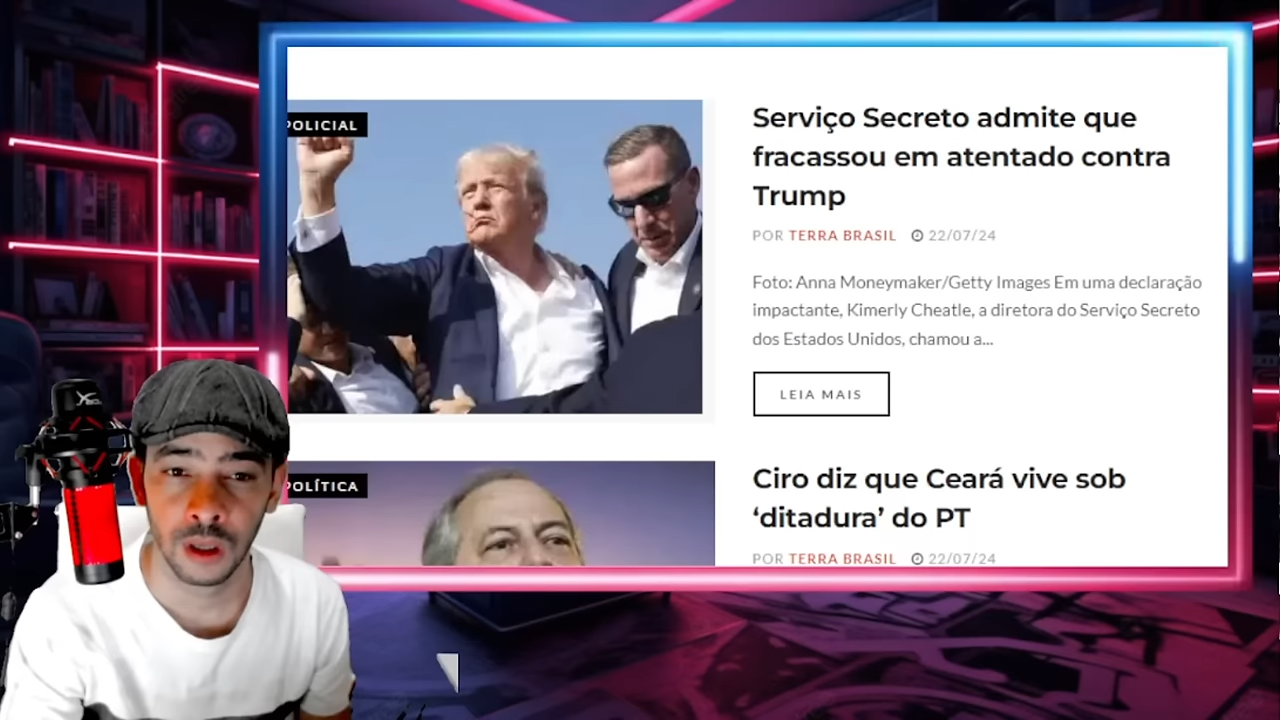 POLICIAL
Serviço Secreto admite que
fracassou em atentado contra
Trump
POR TERRA BRASIL 22/07/24
Foto: Anna Moneymaker/Getty Images Em uma declaração
impactante, Kimerly Cheatle, a diretora do Serviço Secreto
dos Estados Unidos, chamou a...
LEIA MAIS
POLÍTICA
Ciro diz que Ceará vive sob
‘ditadura’ do PT
POR TERRA BRASIL 22/07/24